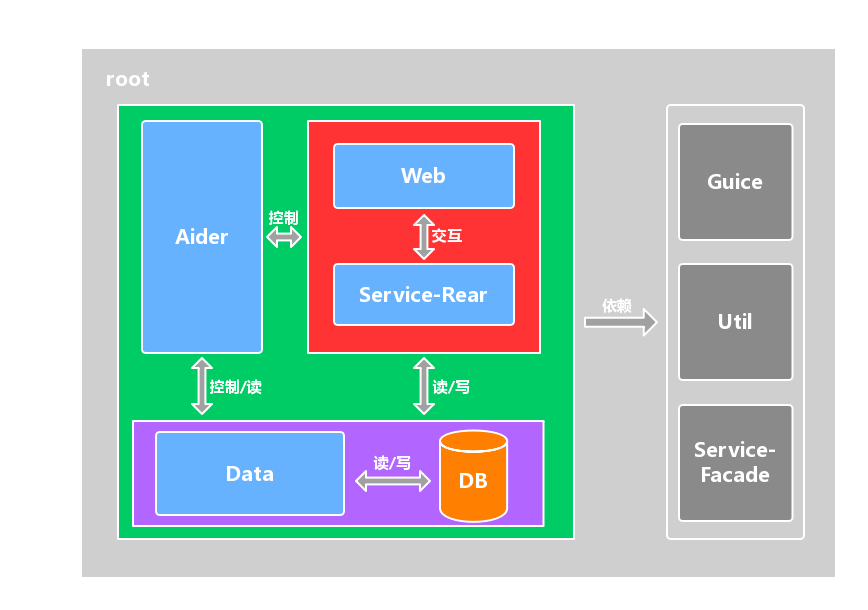 root
Aider
控制
Web
交互
Service-Rear
控制/读
读/写
Data
读/写
DB
依赖
Guice
Util
Service-
Facade